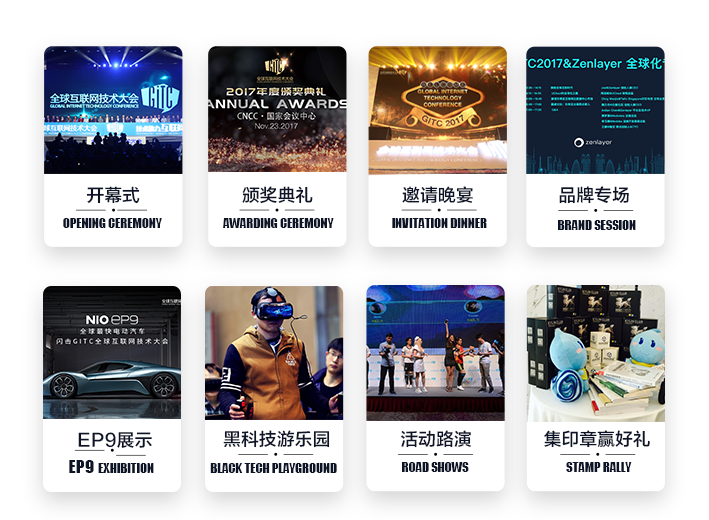 全球互联网技术大会
GLOBAL INTERNET TECHNOLOGY CONFERENCE
GITC
开幕式
OPENING CEREMONY
GITC
全球互联网技术大会
2017年度颁奖典礼
ANNUAL AWARDS
CNCC·国家会议中心
Nov.23.2017
颁奖典礼
AWARDING CEREMONY
GLOBAL INTERNET
TECHNOLOGY
CONFERENCE
GITC 2017
邀请晚宴
INVITATION DINNER
TC2017&Zenlayer 全球化专
zenlayer
品牌专场
BRAND SESSION
NIO EP9
全球最快电动汽车
闪击GITC全球互联网技术大会
EP9展示
EP9 EXHIBITION
黑科技游乐园
BLACK TECH PLAYGROUND
活动路演
ROAD SHOWS
集印章赢好礼
STAMP RALLY